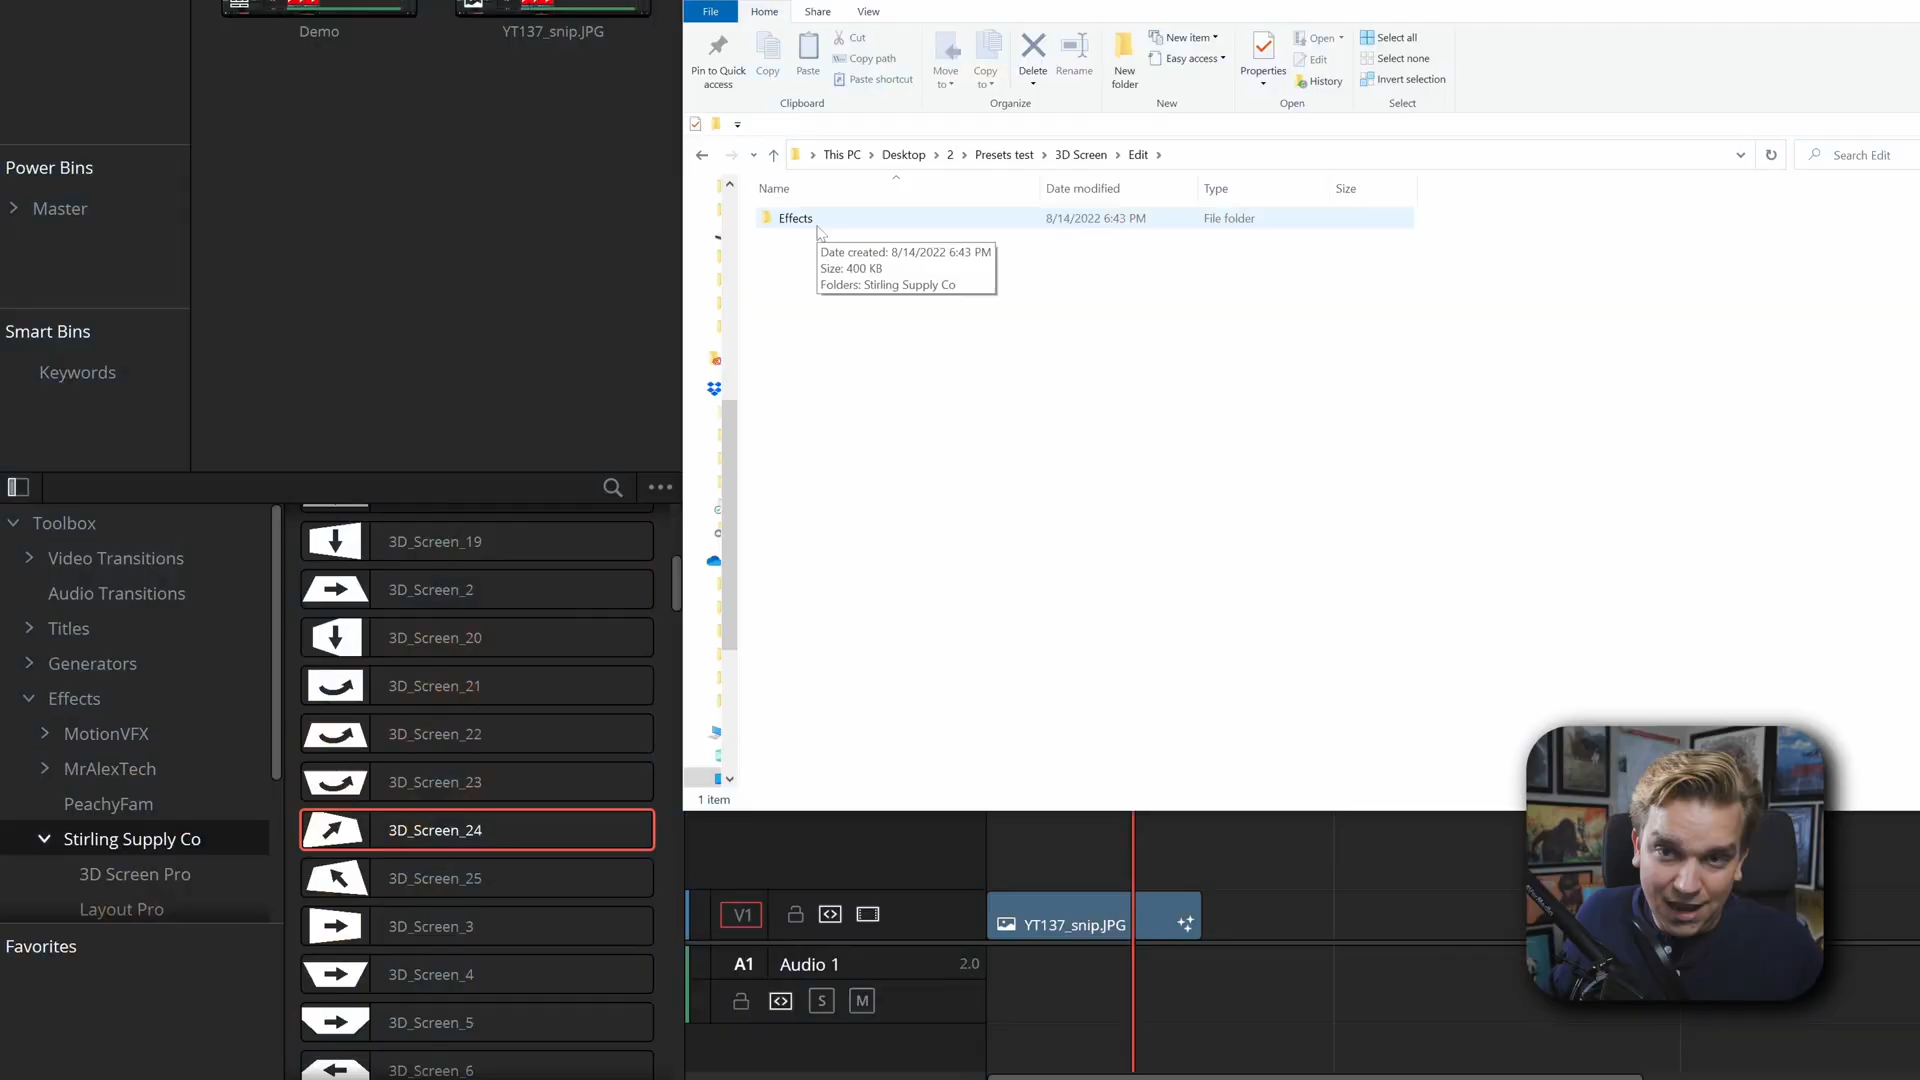 Demo
YT137_snip.JPG
Power Bins
Master
Smart Bins
Keywords
File
Home
Share
View
Pin to Quick access
Copy
Paste
Cut
Copy path
Paste shortcut
Clipboard
Move to
Copy to
Delete
Rename
Organize
New folder
New item
Easy access
New
Properties
Open
Edit
History
Open
Select all
Select none
Invert selection
Select
This PC > Desktop > 2 > Presets test > 3D Screen > Edit >
Search Edit
Name
Date modified
Type
Size
Effects
8/14/2022 6:43 PM
File folder
Date created: 8/14/2022 6:43 PM
Size: 400 KB
Folders: Stirling Supply Co
1 item
Toolbox
Video Transitions
Audio Transitions
Titles
Generators
Effects
MotionVFX
MrAlexTech
PeachyFam
Stirling Supply Co
3D Screen Pro
Layout Pro
Favorites
3D_Screen_19
3D_Screen_2
3D_Screen_20
3D_Screen_21
3D_Screen_22
3D_Screen_23
3D_Screen_24
3D_Screen_25
3D_Screen_3
3D_Screen_4
3D_Screen_5
3D_Screen_6
V1
YT137_snip.JPG
A1
Audio 1
2.0
S
M